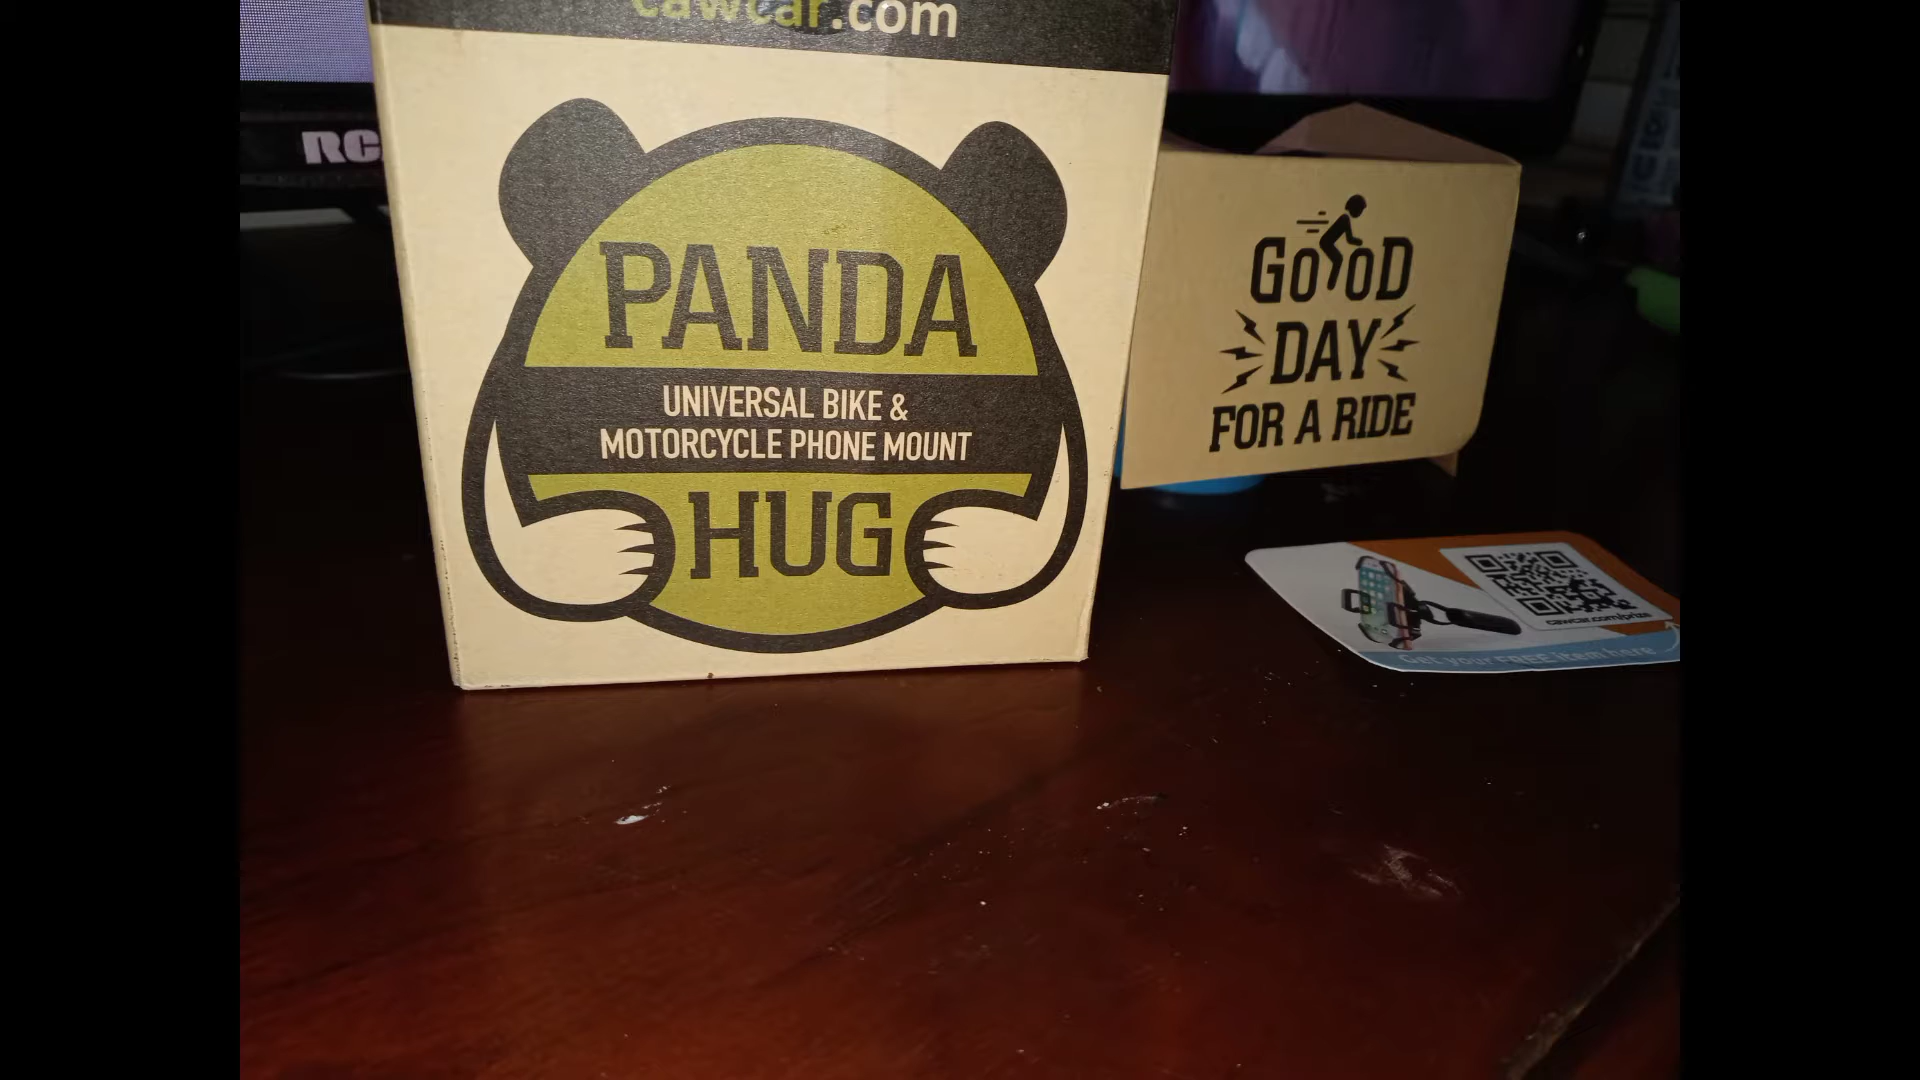 cawcar.com
PANDA
UNIVERSAL BIKE &
MOTORCYCLE PHONE MOUNT
HUG
GOOD
DAY
FOR A RIDE
cawcar.com/prize
Get your FREE item here